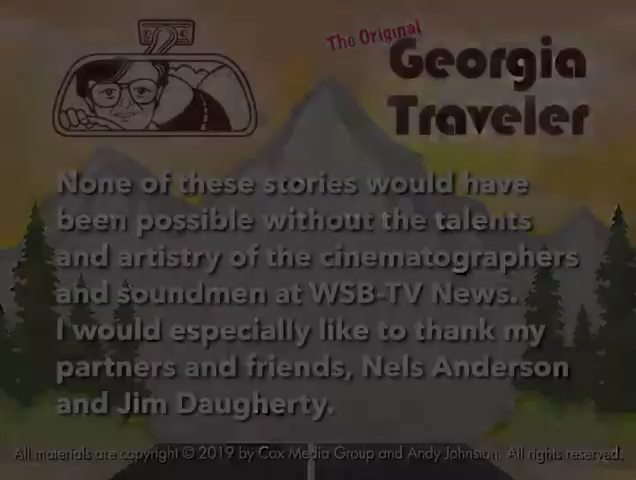 The Original
Georgia
Traveler
None of these stories would have
been possible without the talents
and artistry of the cinematographers
and soundmen at WSB-TV News.
I would especially like to thank my
partners and friends, Nels Anderson
and Jim Daugherty.
All materials are copyright © 2019 by Cox Media Group and Andy Johnston. All rights reserved.